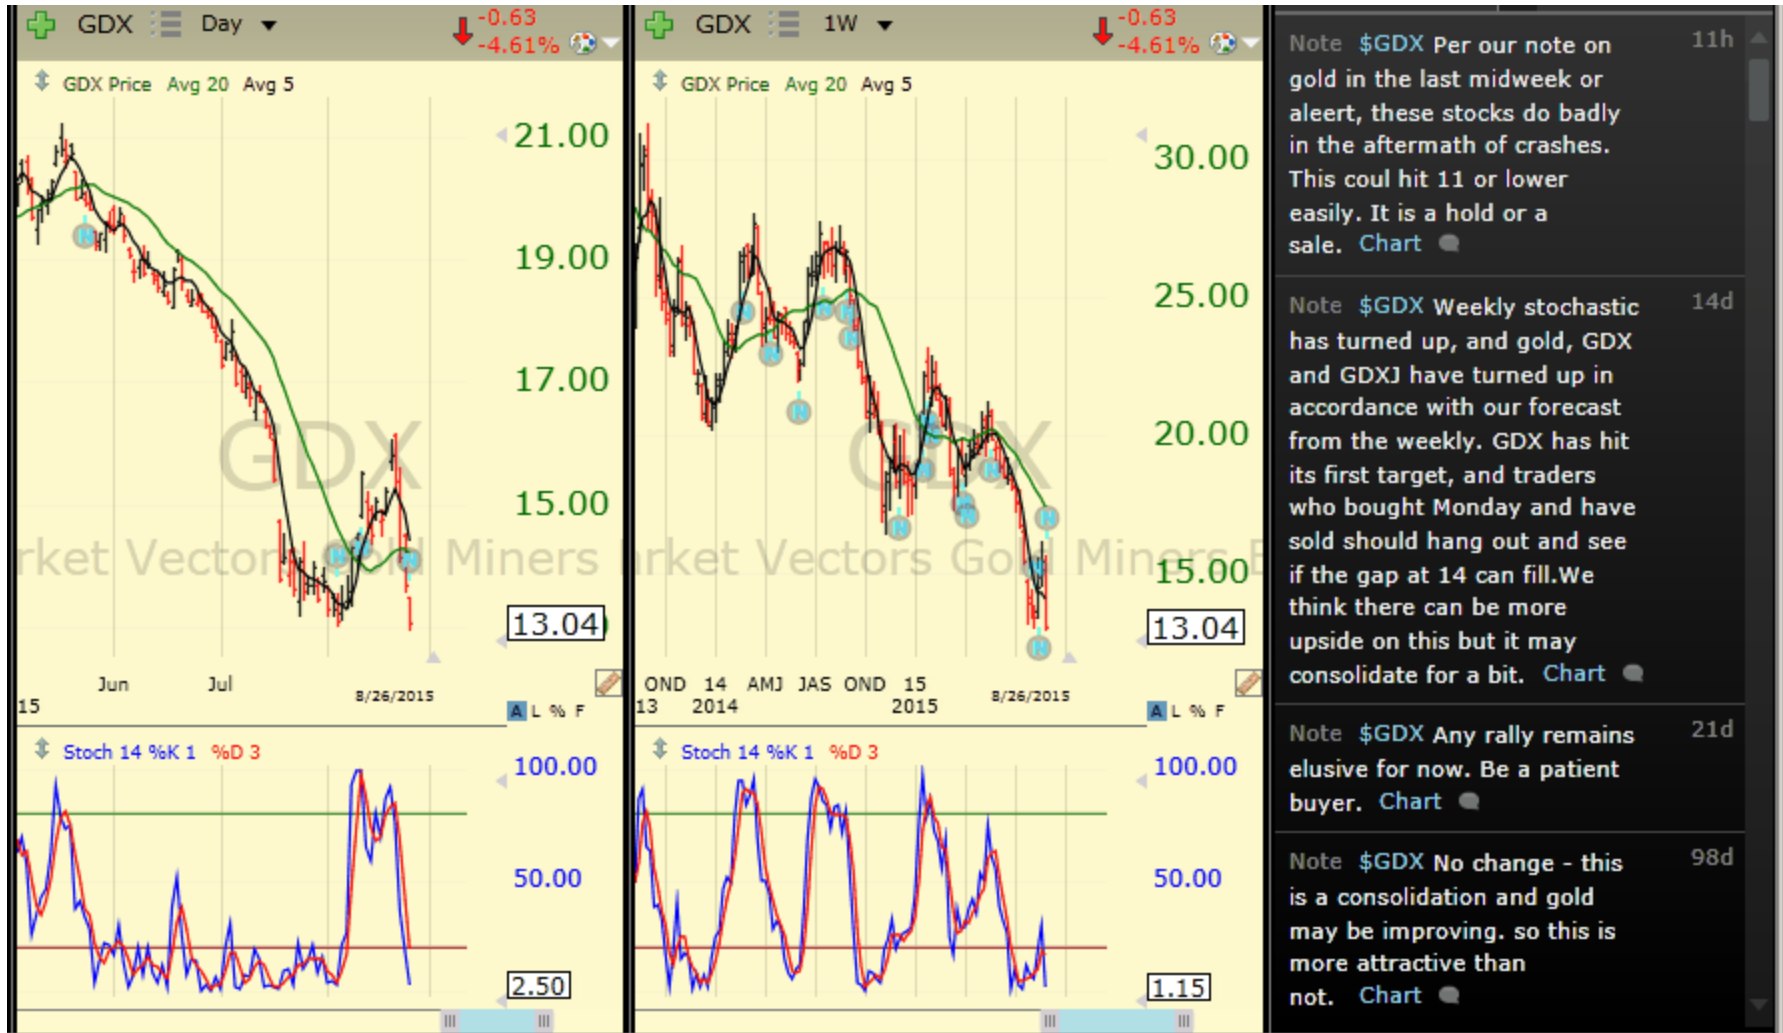 GDX Day
-0.63
-4.61%
GDX Price Avg 20 Avg 5
21.00
19.00
17.00
15.00
13.04
GDX
rket Vector Gold Miners
Jun Jul
8/26/2015
15
A L % F
Stoch 14 %K 1 %D 3
100.00
50.00
2.50
GDX 1W
-0.63
-4.61%
GDX Price Avg 20 Avg 5
30.00
25.00
20.00
15.00
13.04
GDX
rket Vectors Gold Miners E
OND 14 AMJ JAS OND 15
8/26/2015
13 2014 2015
A L % F
Stoch 14 %K 1 %D 3
100.00
50.00
1.15
Note $GDX Per our note on 11h
gold in the last midweek or
aleert, these stocks do badly
in the aftermath of crashes.
This coul hit 11 or lower
easily. It is a hold or a
sale. Chart
Note $GDX Weekly stochastic 14d
has turned up, and gold, GDX
and GDXJ have turned up in
accordance with our forecast
from the weekly. GDX has hit
its first target, and traders
who bought Monday and have
sold should hang out and see
if the gap at 14 can fill.We
think there can be more
upside on this but it may
consolidate for a bit. Chart
Note $GDX Any rally remains 21d
elusive for now. Be a patient
buyer. Chart
Note $GDX No change - this 98d
is a consolidation and gold
may be improving. so this is
more attractive than
not. Chart